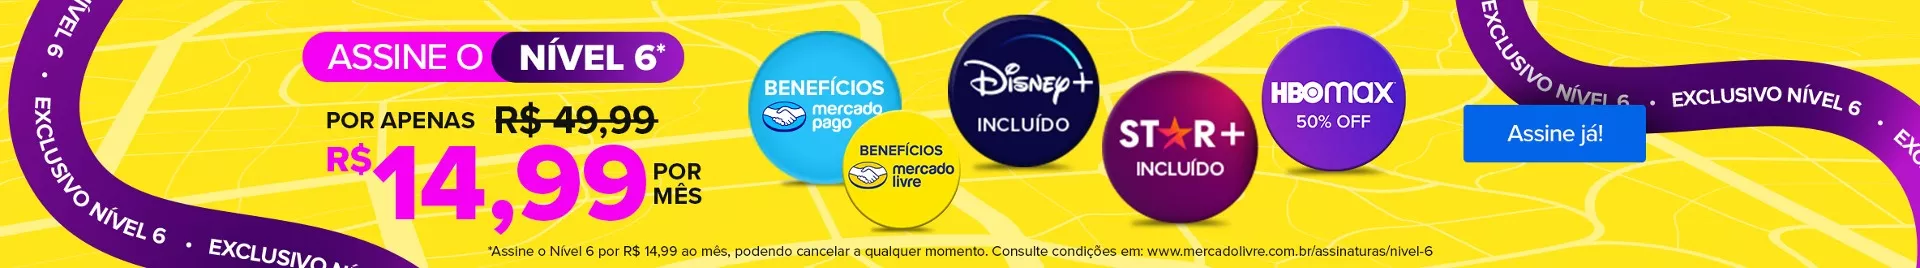 NÍVEL 6 •
EXCLUSIVO NÍVEL 6 • EXCLUSIVO NÍVEL
ASSINE O NÍVEL 6*
POR APENAS R$ 49,99
R$ 14,99 POR
MÊS
BENEFÍCIOS
mercado
pago
BENEFÍCIOS
mercado
livre
Disney+
INCLUÍDO
STAR+
INCLUÍDO
HBOMAX
50% OFF
EXCLUSIVO NÍVEL 6 • EXCLUSIVO NÍVEL 6 •
Assine já!
*Assine o Nível 6 por R$ 14,99 ao mês, podendo cancelar a qualquer momento. Consulte condições em: www.mercadolivre.com.br/assinaturas/nivel-6